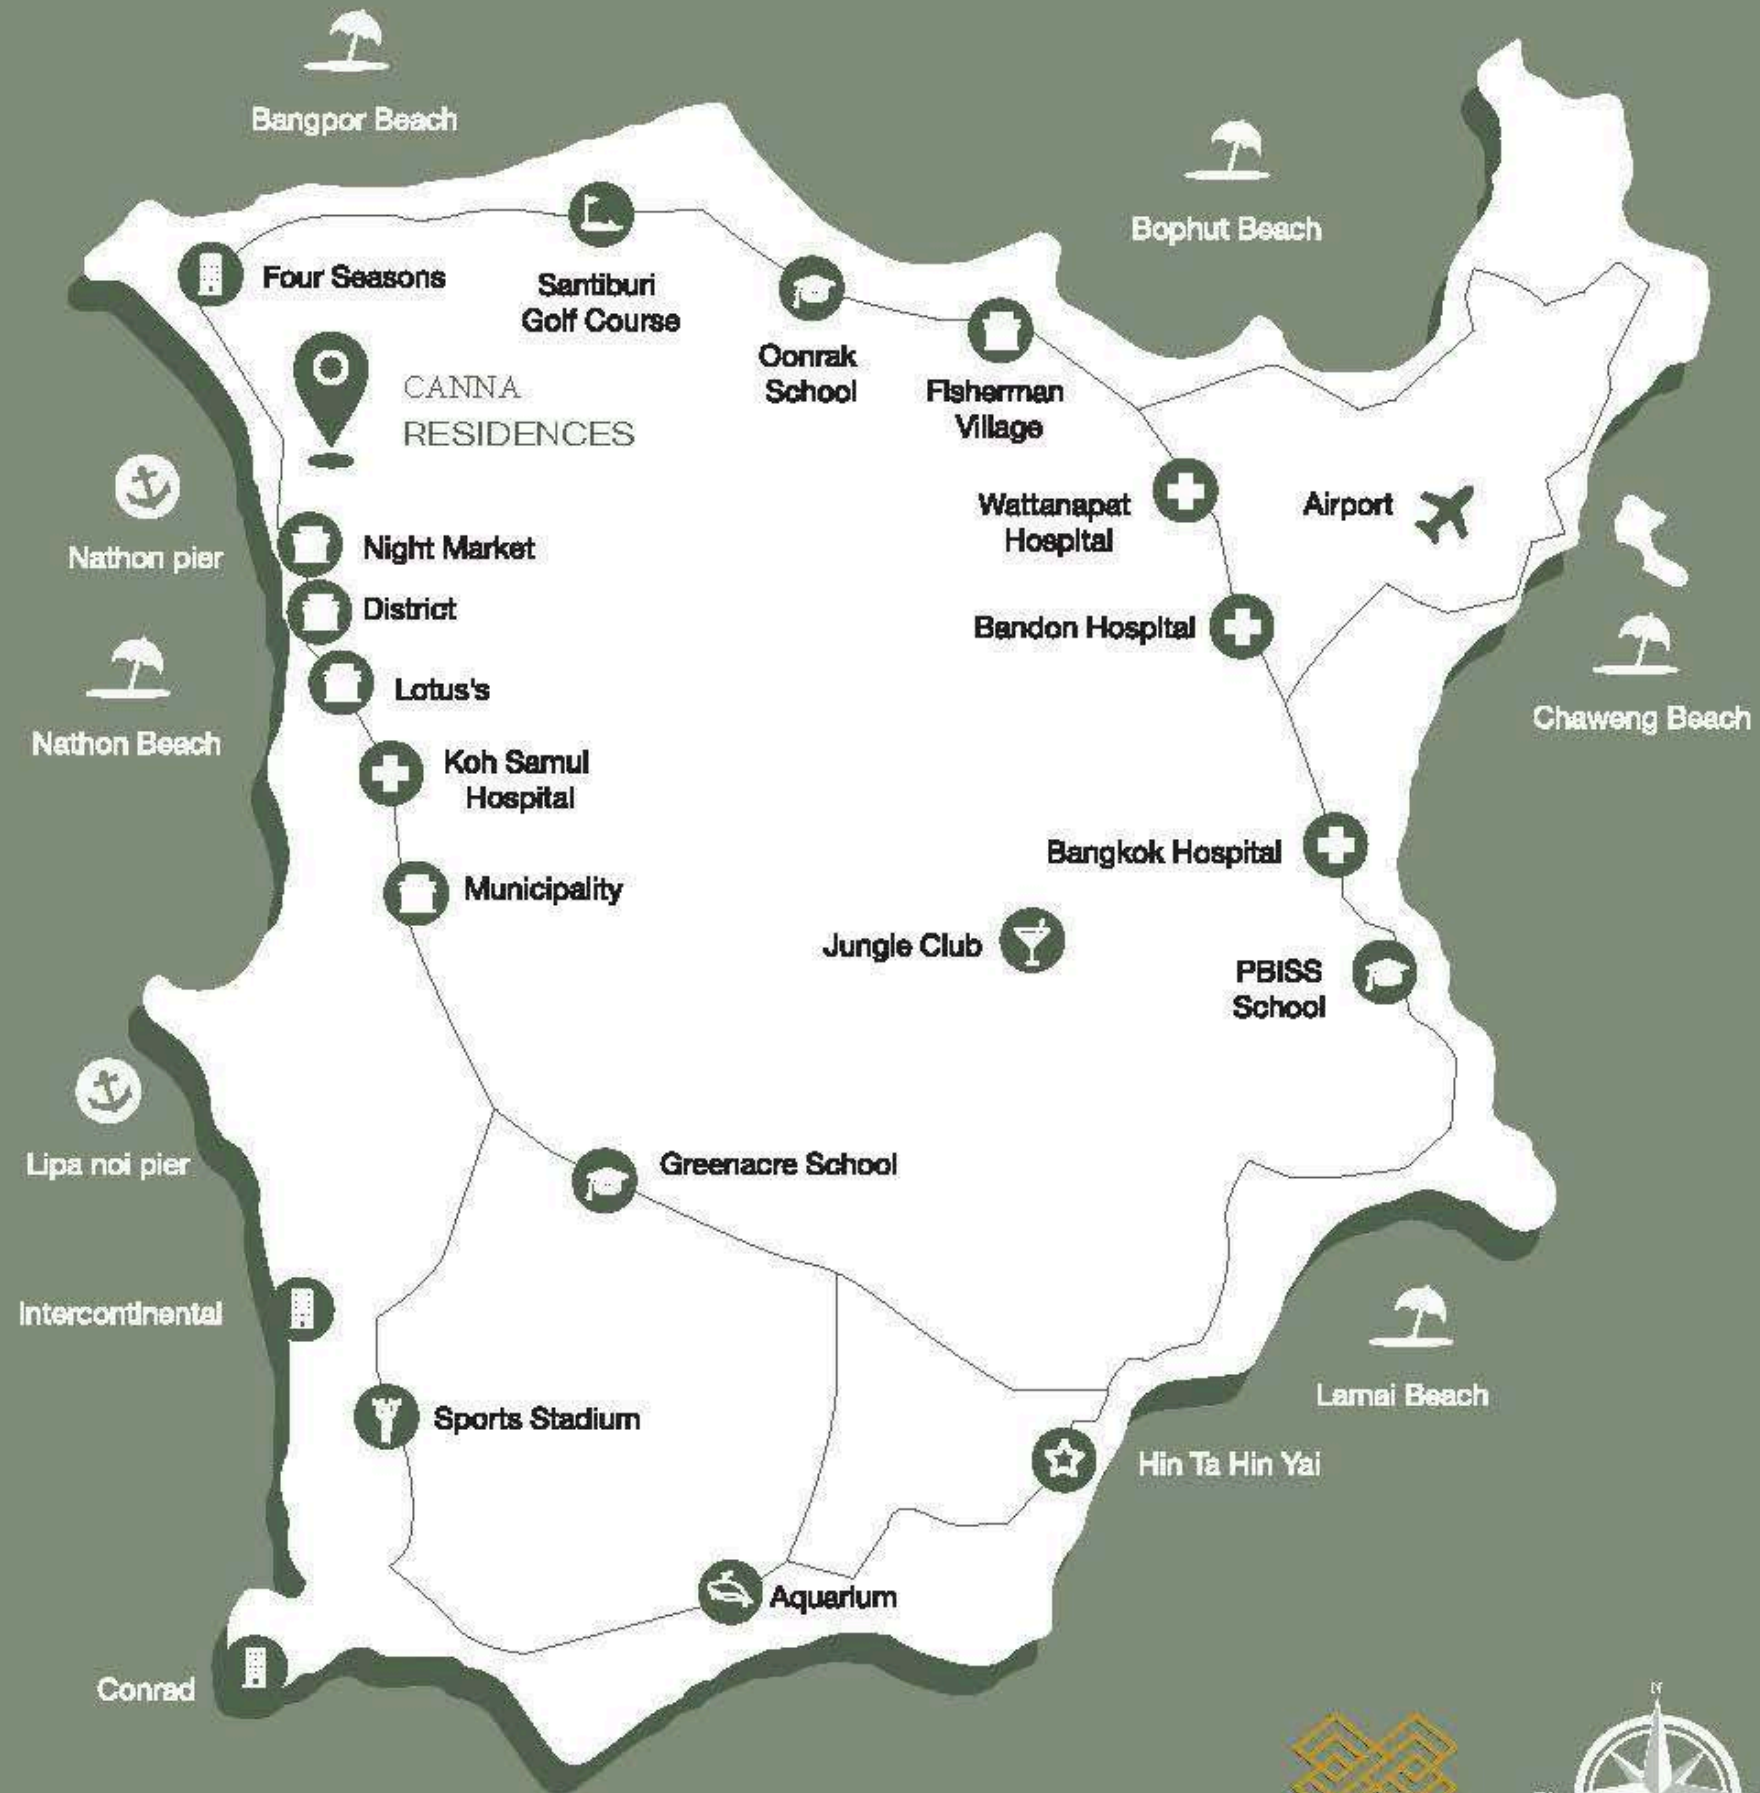 Bangpor Beach
Bophut Beach
Four Seasons
Santiburi
Golf Course
Oonrak
School
Fisherman
Village
CANNA
RESIDENCES
Nathon pier
Night Market
District
Wattanapat
Hospital
Airport
Bandon Hospital
Lotus's
Nathon Beach
Chaweng Beach
Koh Samui
Hospital
Municipality
Bangkok Hospital
Jungle Club
PBISS
School
Lipa noi pier
Greenacre School
Intercontinental
Sports Stadium
Lamai Beach
Hin Ta Hin Yai
Aquarium
Conrad
N